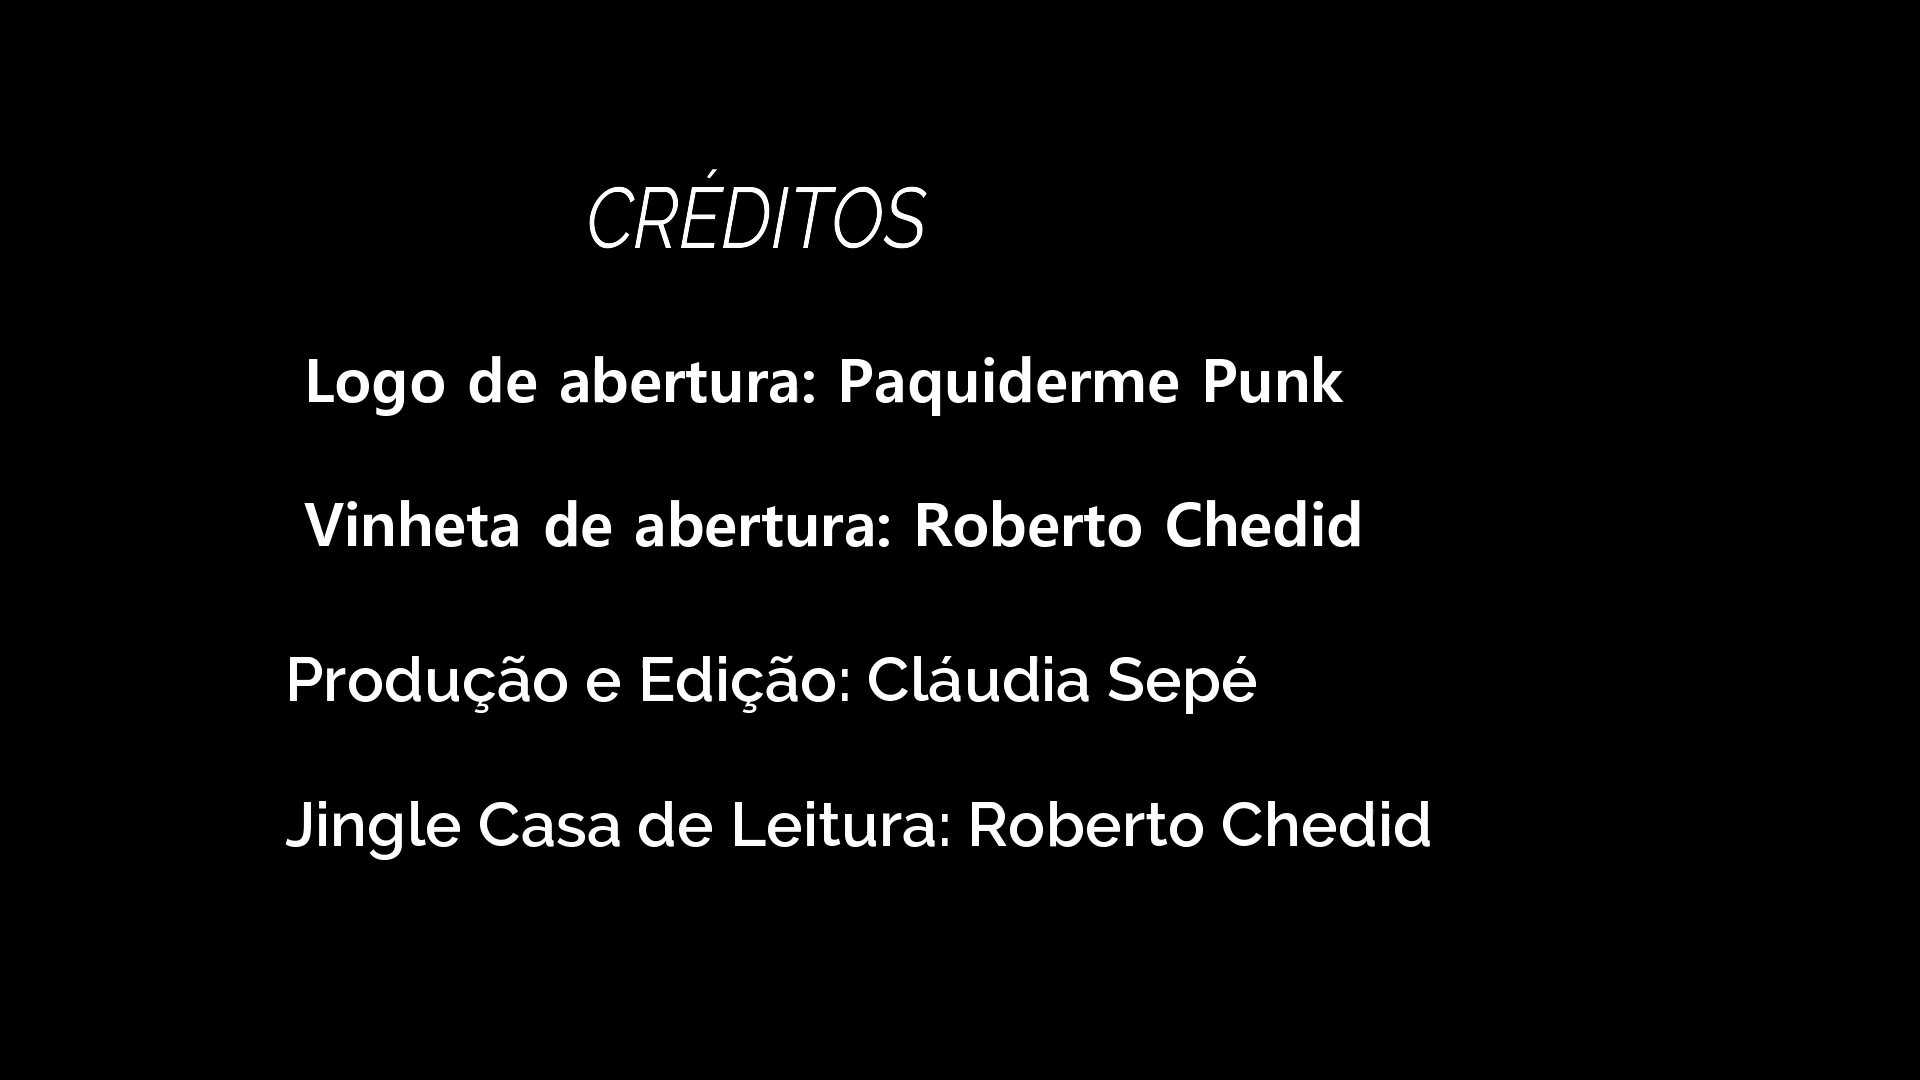 CRÉDITOS
Logo de abertura: Paquiderme Punk
Vinheta de abertura: Roberto Chedid
Produção e Edição: Cláudia Sepé
Jingle Casa de Leitura: Roberto Chedid